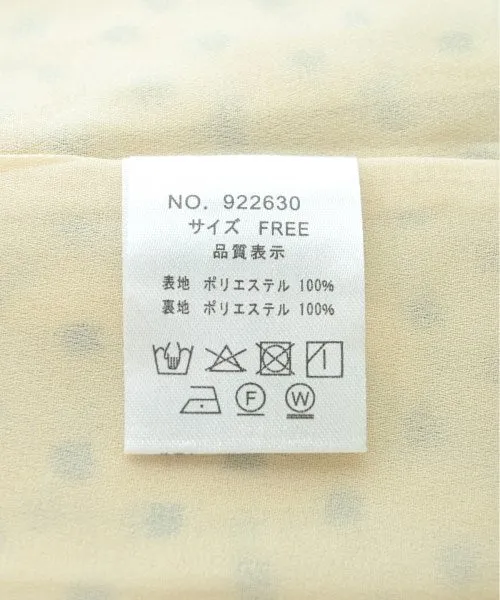 NO. 922630
サイズ FREE
品質表示
表地 ポリエステル 100%
裏地 ポリエステル 100%
F W